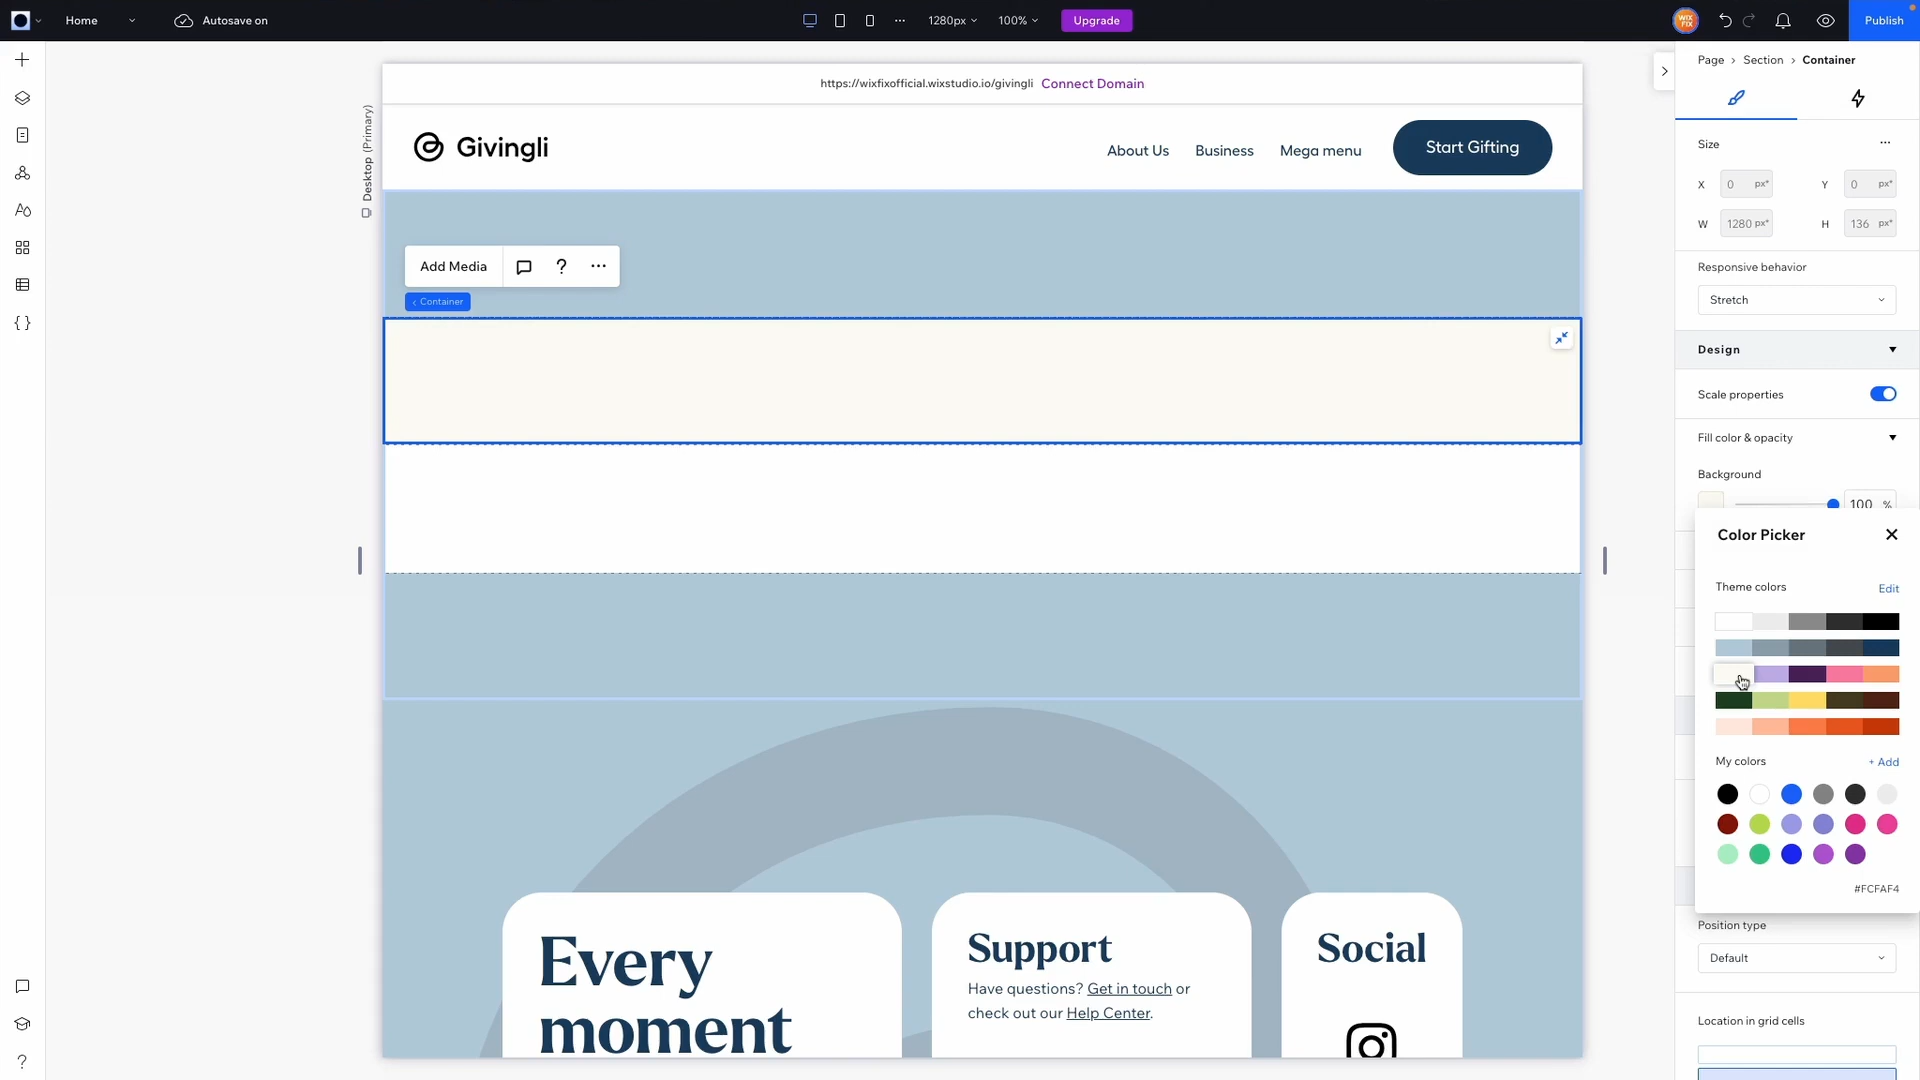 Home
Autosave on
1280px
100%
Upgrade
WIX
FIX
Publish
Desktop (Primary)
https://wixfixofficial.wixstudio.io/givingli Connect Domain
Givingli
About Us
Business
Mega menu
Start Gifting
Add Media
?
Container
Every
moment
Support
Have questions? Get in touch or
check out our Help Center.
Social
Page > Section > Container
Size
X 0 px*
Y 0 px*
W 1280 px*
H 136 px*
Responsive behavior
Stretch
Design
Scale properties
Fill color & opacity
Background
100 %
Color Picker
Theme colors
Edit
My colors
+ Add
#FCFAF4
Position type
Default
Location in grid cells